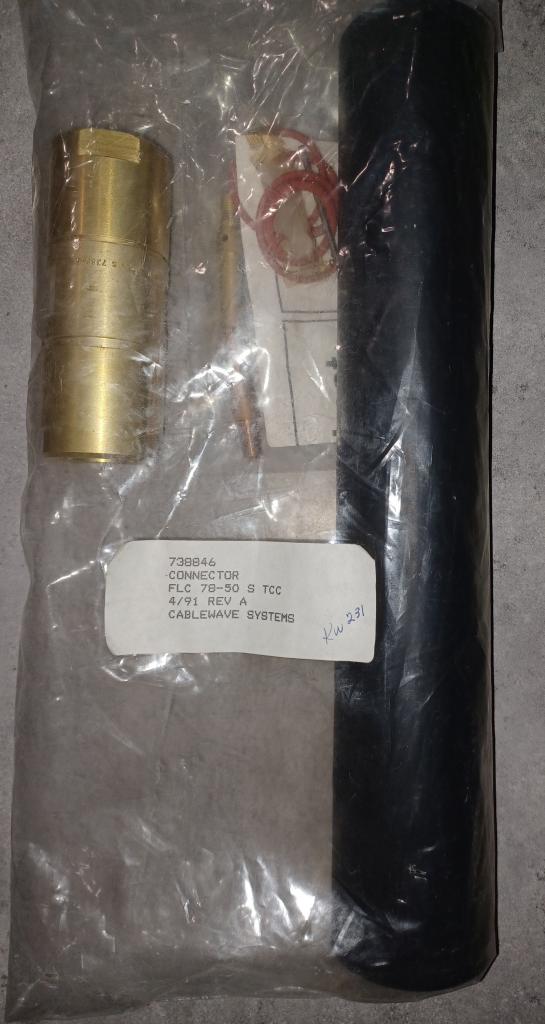 738846
CONNECTOR
FLC 78-50 S TCC
4/91 REV A
CABLEWAVE SYSTEMS
KW 231